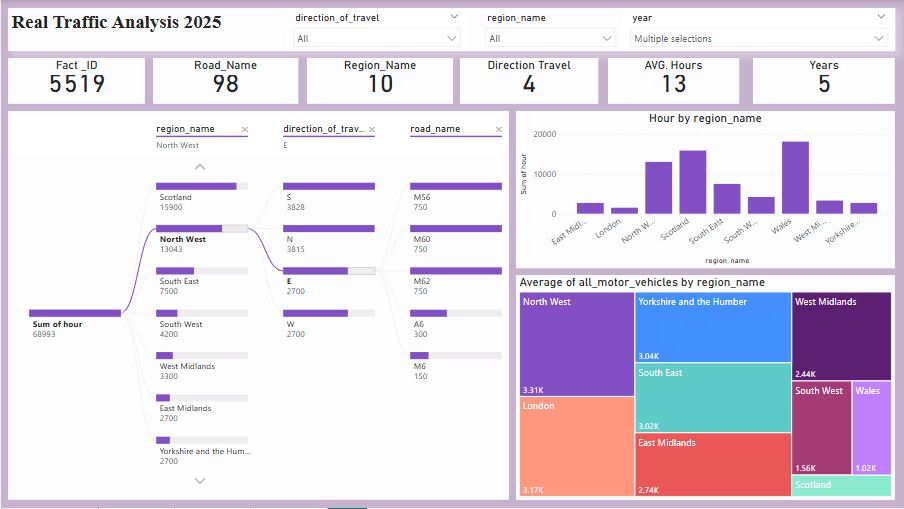 Real Traffic Analysis 2025
direction_of_travel
All
region_name
All
year
Multiple selections
Fact _ID
5519
Road_Name
98
Region_Name
10
Direction Travel
4
AVG. Hours
13
Years
5
region_name
North West
direction_of_trav...
E
road_name
Sum of hour
68993
Scotland
15900
North West
13043
South East
7500
South West
4200
West Midlands
3300
East Midlands
2700
Yorkshire and the Hum...
2700
S
3828
N
3815
E
2700
W
2700
M56
750
M60
750
M62
750
A6
300
M6
150
Hour by region_name
Sum of hour
20000
10000
0
East Midl...
London
North W...
Scotland
South East
South W...
Wales
West Mi...
Yorkshire...
region_name
Average of all_motor_vehicles by region_name
North West
3.31K
London
3.17K
Yorkshire and the Humber
3.04K
South East
3.02K
East Midlands
2.74K
West Midlands
2.44K
South West
1.56K
Wales
1.02K
Scotland